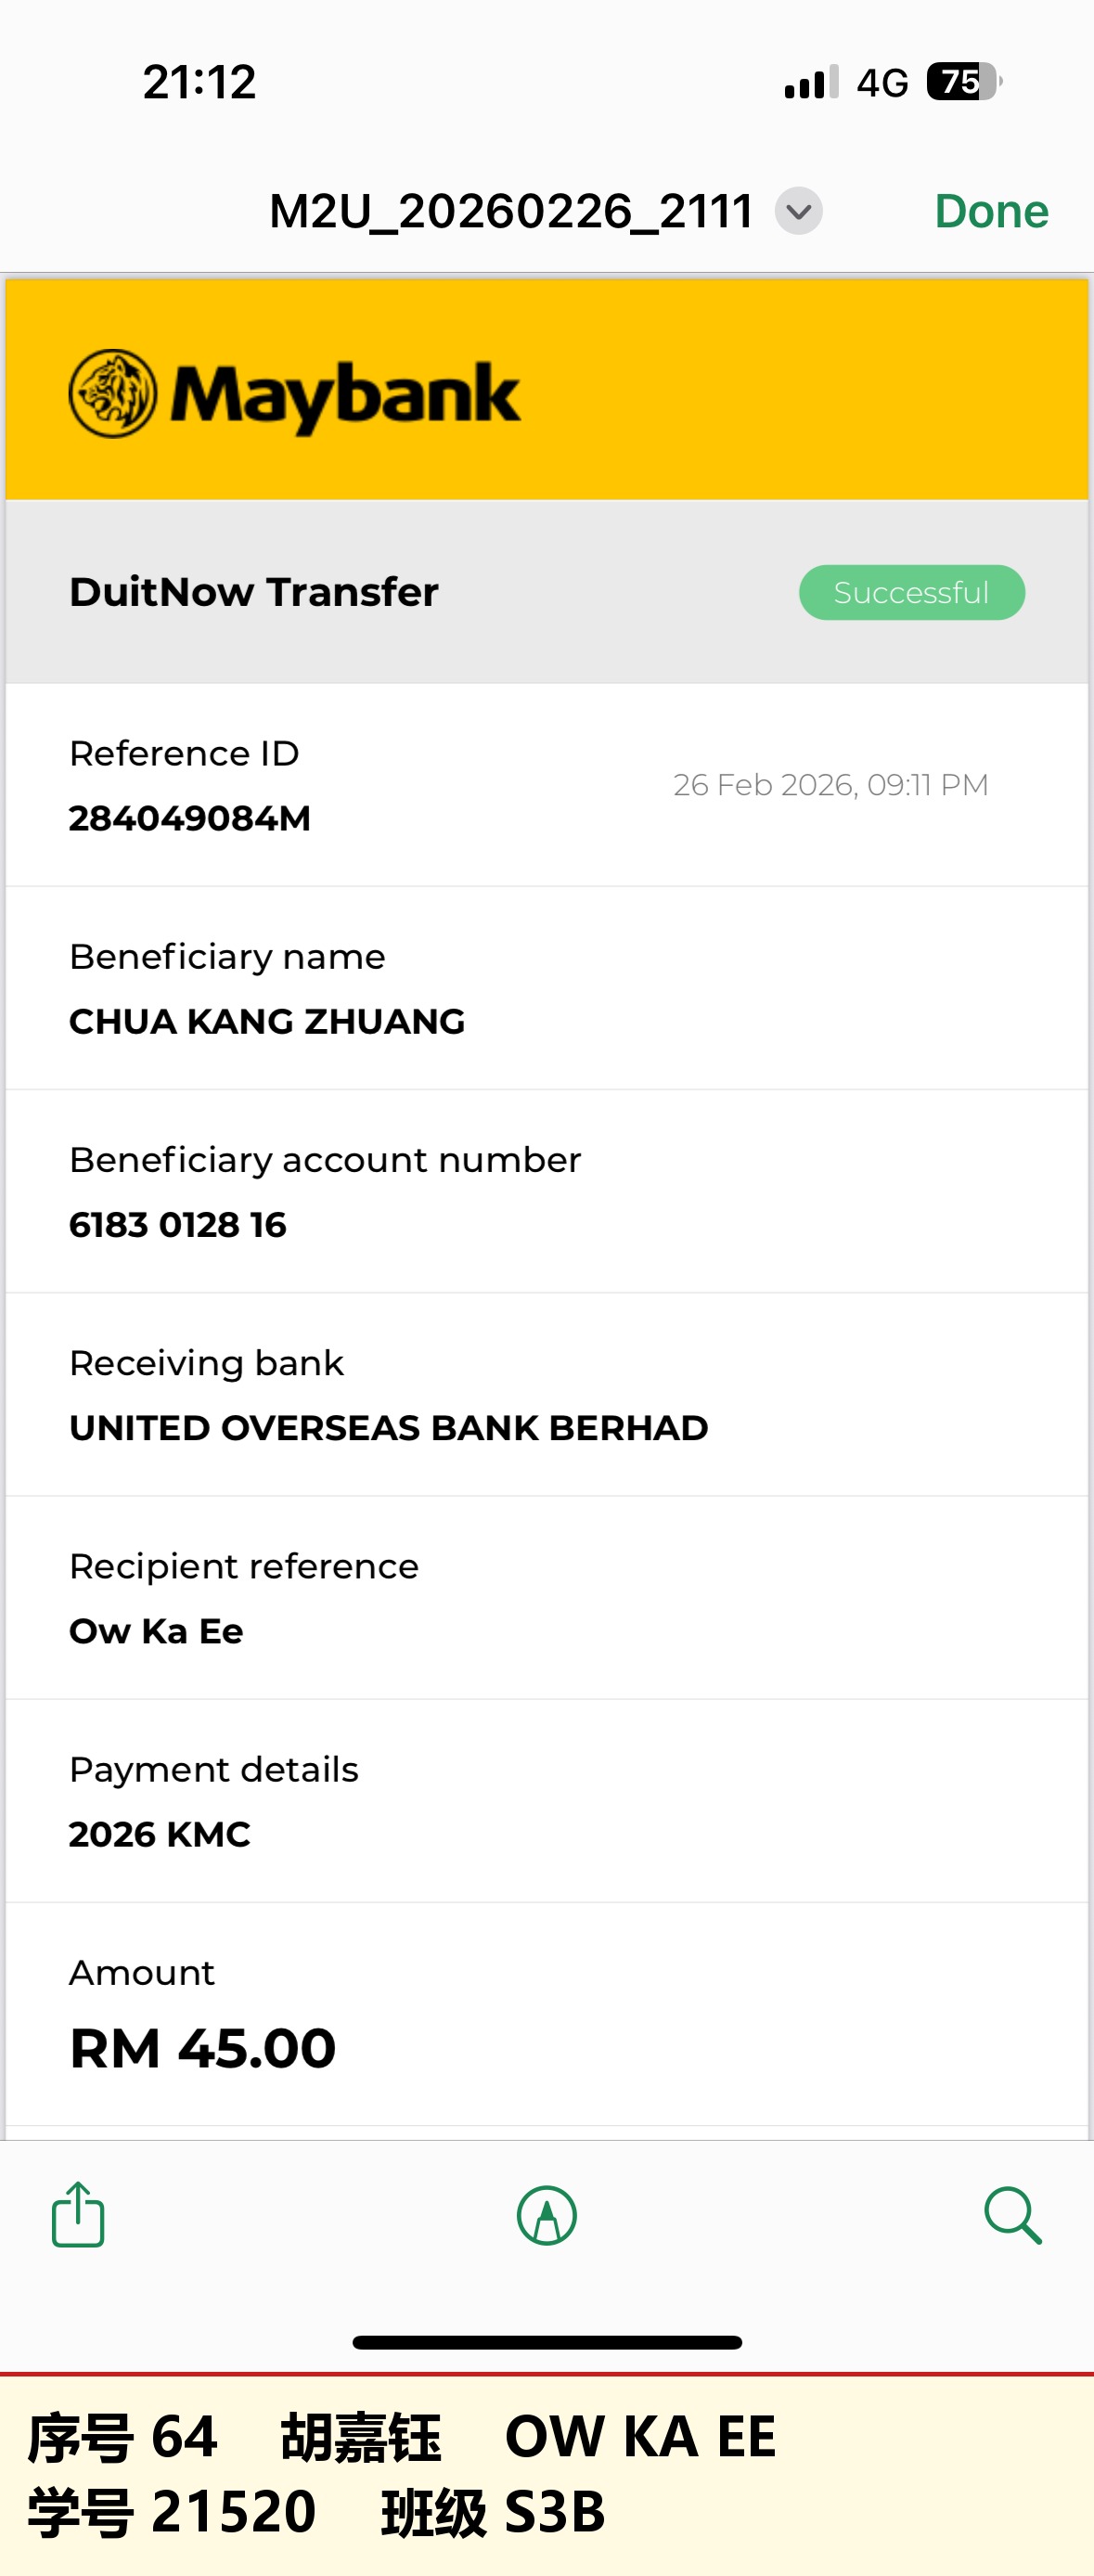 21:12 4G 75
M2U_20260226_2111 Done
Maybank
DuitNow Transfer Successful
Reference ID
284049084M 26 Feb 2026, 09:11 PM
Beneficiary name
CHUA KANG ZHUANG
Beneficiary account number
6183 0128 16
Receiving bank
UNITED OVERSEAS BANK BERHAD
Recipient reference
Ow Ka Ee
Payment details
2026 KMC
Amount
RM 45.00
序号 64 胡嘉钰 OW KA EE
学号 21520 班级 S3B